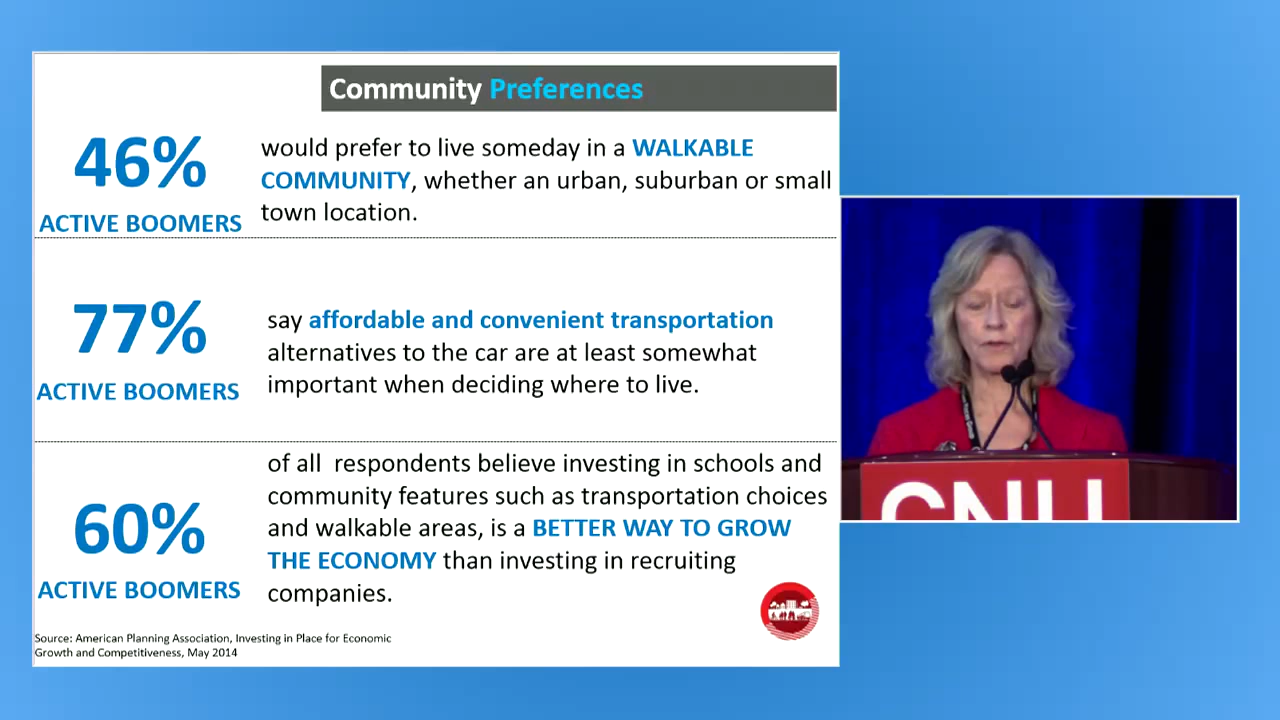 Community Preferences
46%
ACTIVE BOOMERS
would prefer to live someday in a WALKABLE
COMMUNITY, whether an urban, suburban or small
town location.
77%
ACTIVE BOOMERS
say affordable and convenient transportation
alternatives to the car are at least somewhat
important when deciding where to live.
60%
ACTIVE BOOMERS
of all respondents believe investing in schools and
community features such as transportation choices
and walkable areas, is a BETTER WAY TO GROW
THE ECONOMY than investing in recruiting
companies.
Source: American Planning Association, Investing in Place for Economic
Growth and Competitiveness, May 2014
CNU